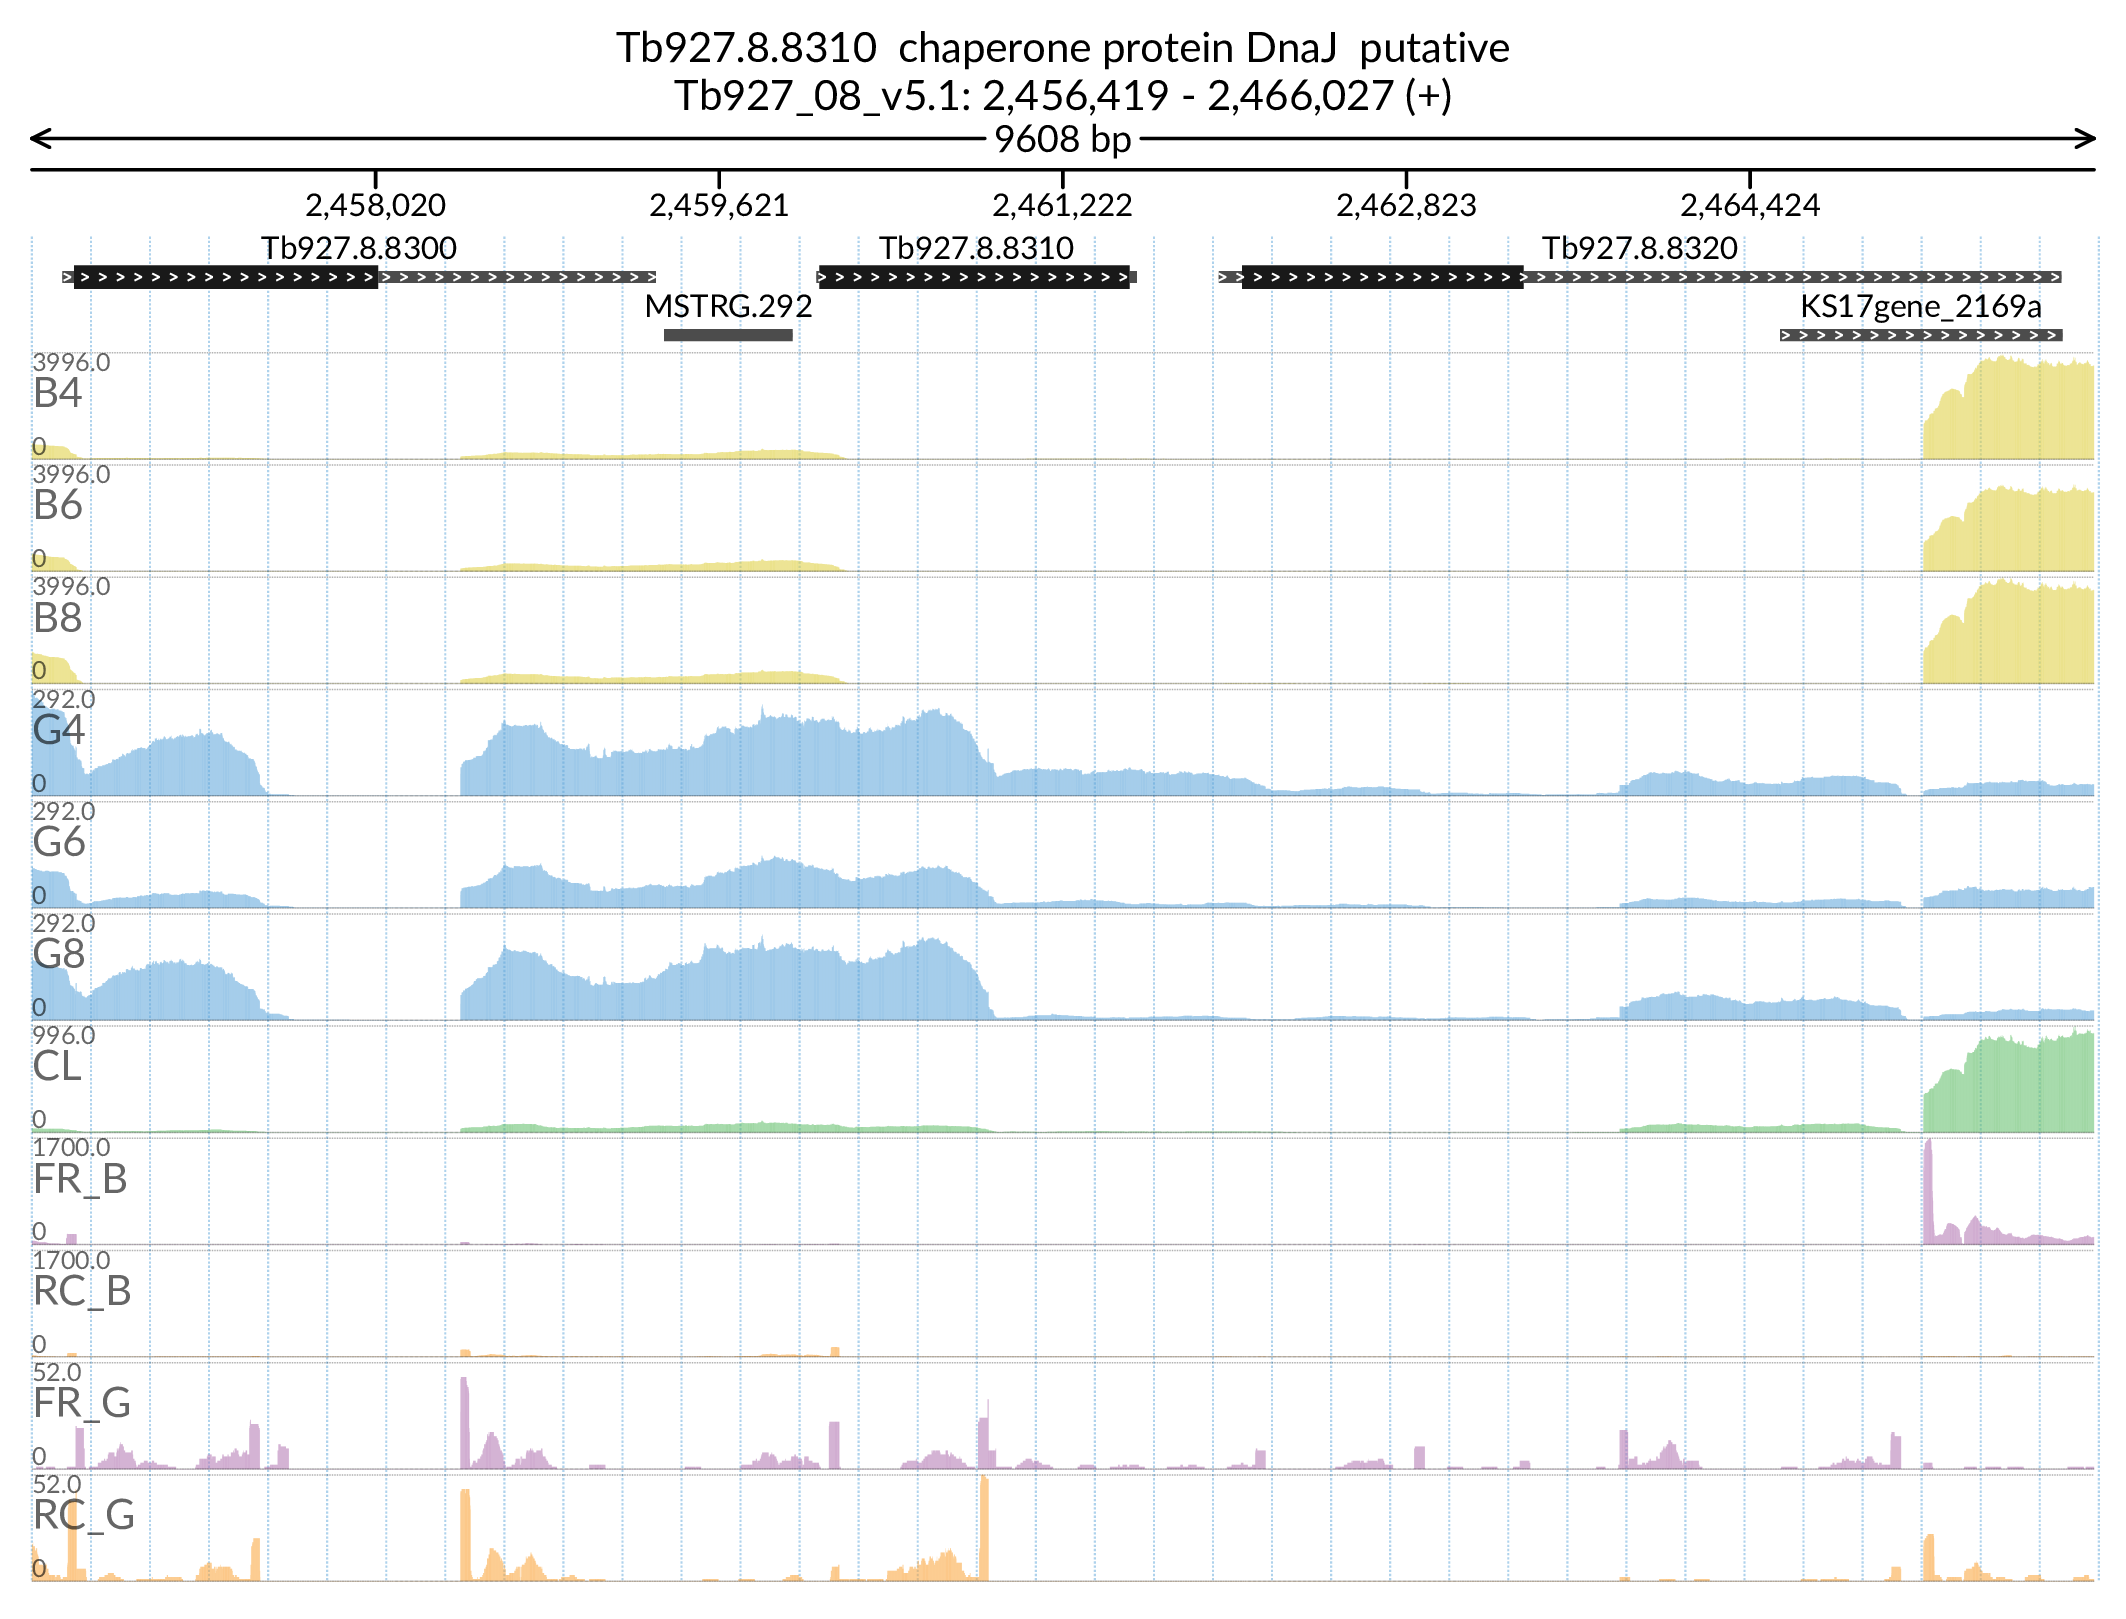 Tb927.8.8310  chaperone protein DnaJ  putative
Tb927_08_v5.1: 2,456,419 - 2,466,027 (+)
9608 bp
2,458,020 2,459,621 2,461,222 2,462,823 2,464,424
Tb927.8.8300 Tb927.8.8310 Tb927.8.8320
MSTRG.292 KS17gene_2169a
3996.0
B4
0
3996.0
B6
0
3996.0
B8
0
292.0
G4
0
292.0
G6
0
292.0
G8
0
996.0
CL
0
1700.0
FR_B
0
1700.0
RC_B
0
52.0
FR_G
0
52.0
RC_G
0